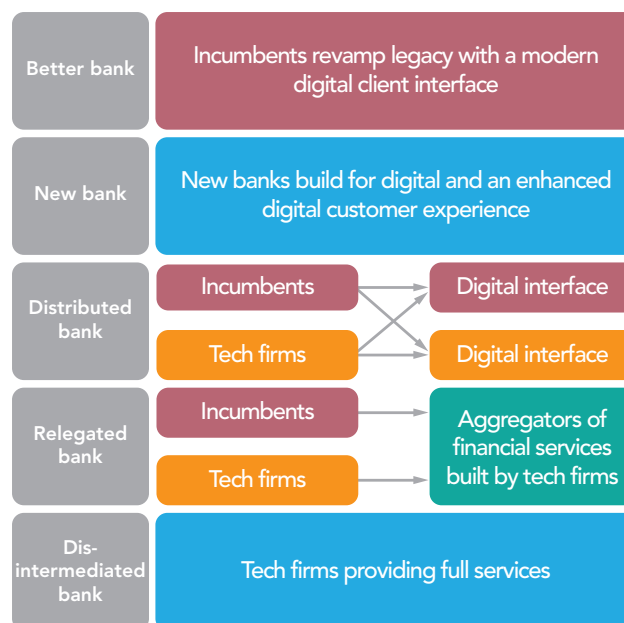 Better bank
Incumbents revamp legacy with a modern
digital client interface
New bank
New banks build for digital and an enhanced
digital customer experience
Distributed
bank
Incumbents
Digital interface
Tech firms
Digital interface
Relegated
bank
Incumbents
Tech firms
Aggregators of
financial services
built by tech firms
Dis-
intermediated
bank
Tech firms providing full services